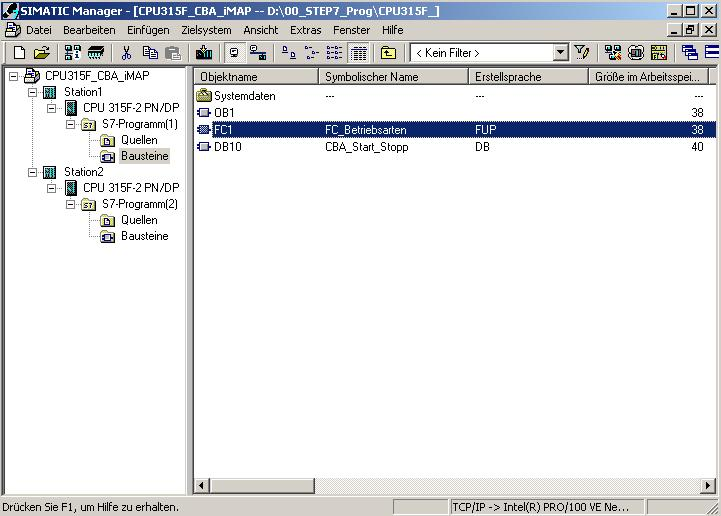 SIMATIC Manager - [CPU315F_CBA_iMAP -- D:\00_STEP7_Prog\CPU315F_]
Datei Bearbeiten Einfügen Zielsystem Ansicht Extras Fenster Hilfe
< Kein Filter >
CPU315F_CBA_iMAP
Station1
CPU 315F-2 PN/DP
S7-Programm(1)
Quellen
Bausteine
Station2
CPU 315F-2 PN/DP
S7-Programm(2)
Quellen
Bausteine
Objektname Symbolischer Name Erstellsprache Größe im Arbeitsspei...
Systemdaten --- --- ---
OB1 38
FC1 FC_Betriebsarten FUP 38
DB10 CBA_Start_Stopp DB 40
Drücken Sie F1, um Hilfe zu erhalten. TCP/IP -> Intel(R) PRO/100 VE Ne...